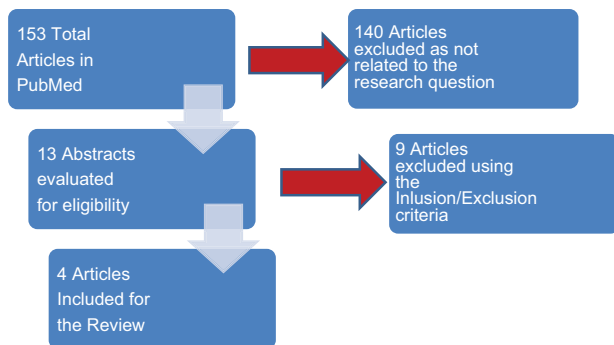 153 Total
Articles in
PubMed
140 Articles
excluded as not
related to the
research question
13 Abstracts
evaluated
for eligibility
9 Articles
excluded using
the
Inlusion/Exclusion
criteria
4 Articles
Included for
the Review